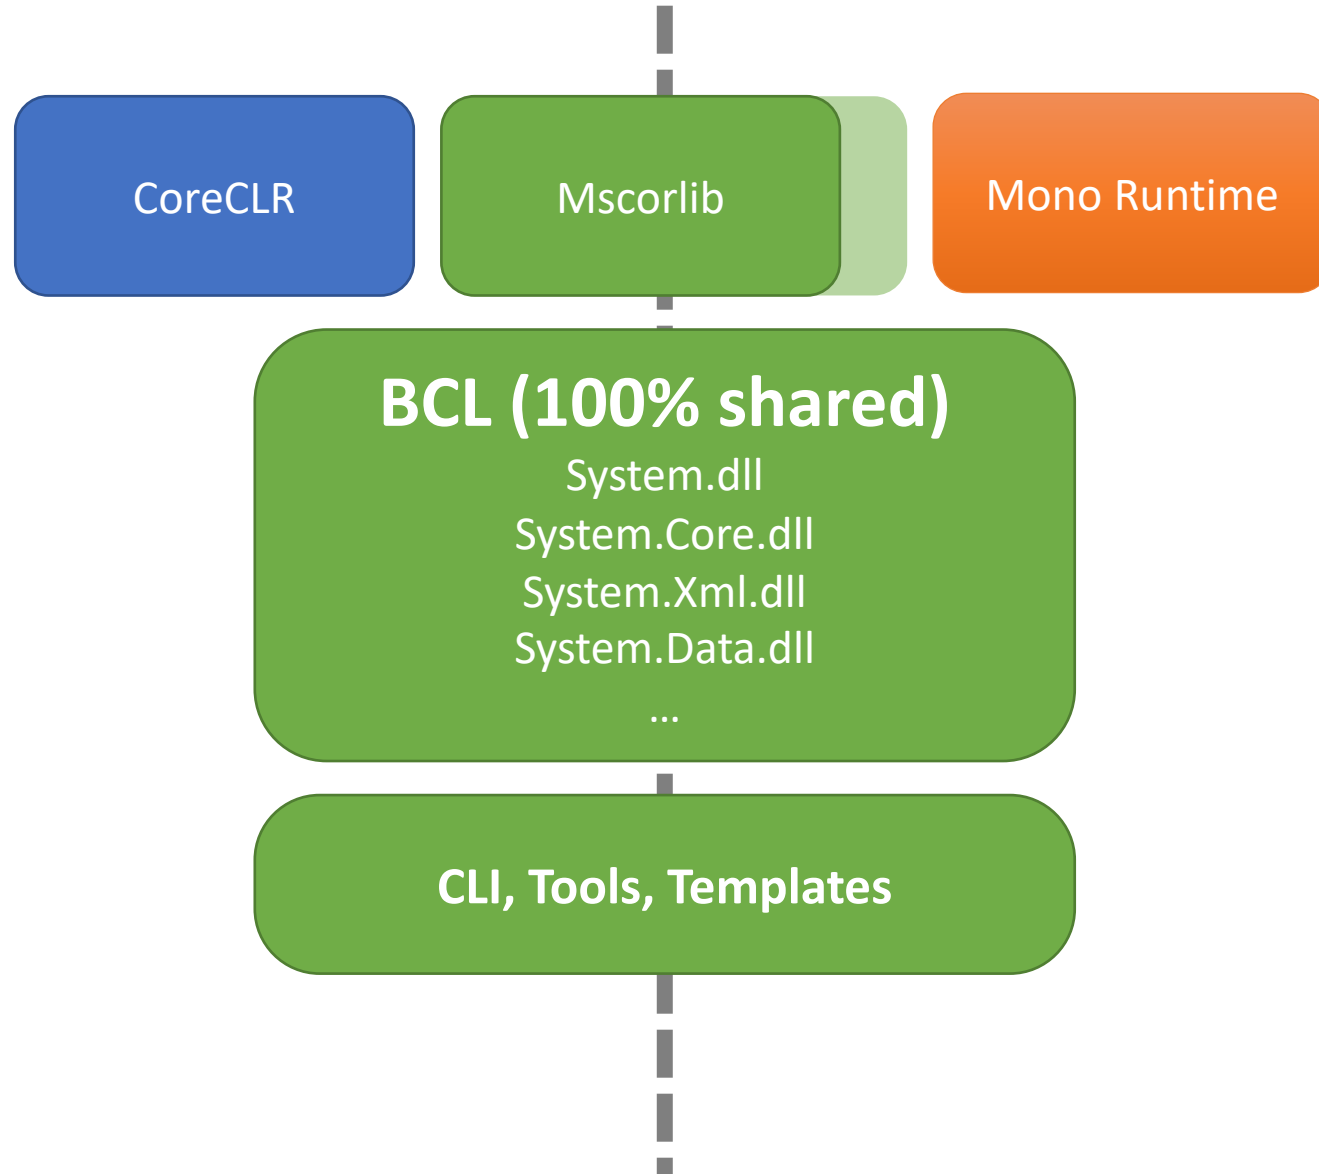 CoreCLR
Mscorlib
Mono Runtime
BCL (100% shared)
System.dll
System.Core.dll
System.Xml.dll
System.Data.dll
...
CLI, Tools, Templates